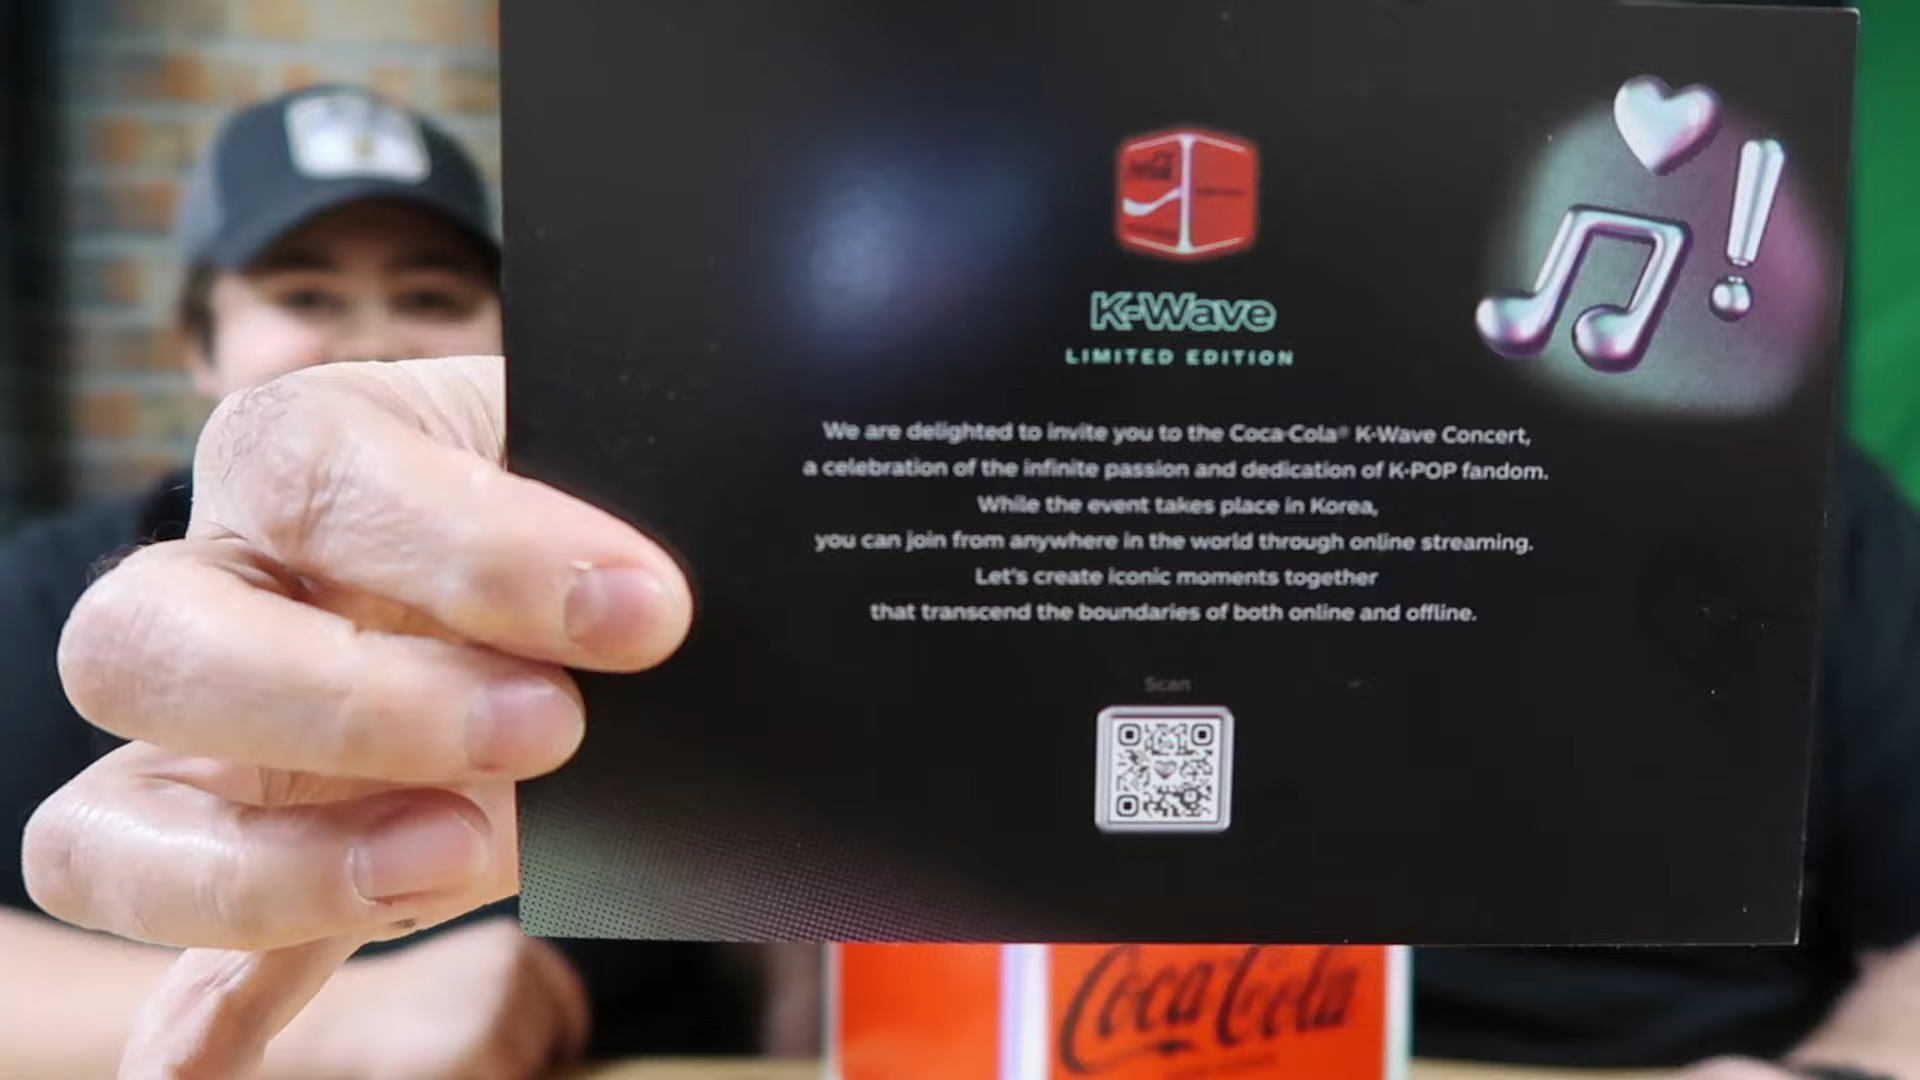 K-Wave
LIMITED EDITION
We are delighted to invite you to the Coca-Cola® K-Wave Concert,
a celebration of the infinite passion and dedication of K-POP fandom.
While the event takes place in Korea,
you can join from anywhere in the world through online streaming.
Let's create iconic moments together
that transcend the boundaries of both online and offline.
Scan
Coca-Cola